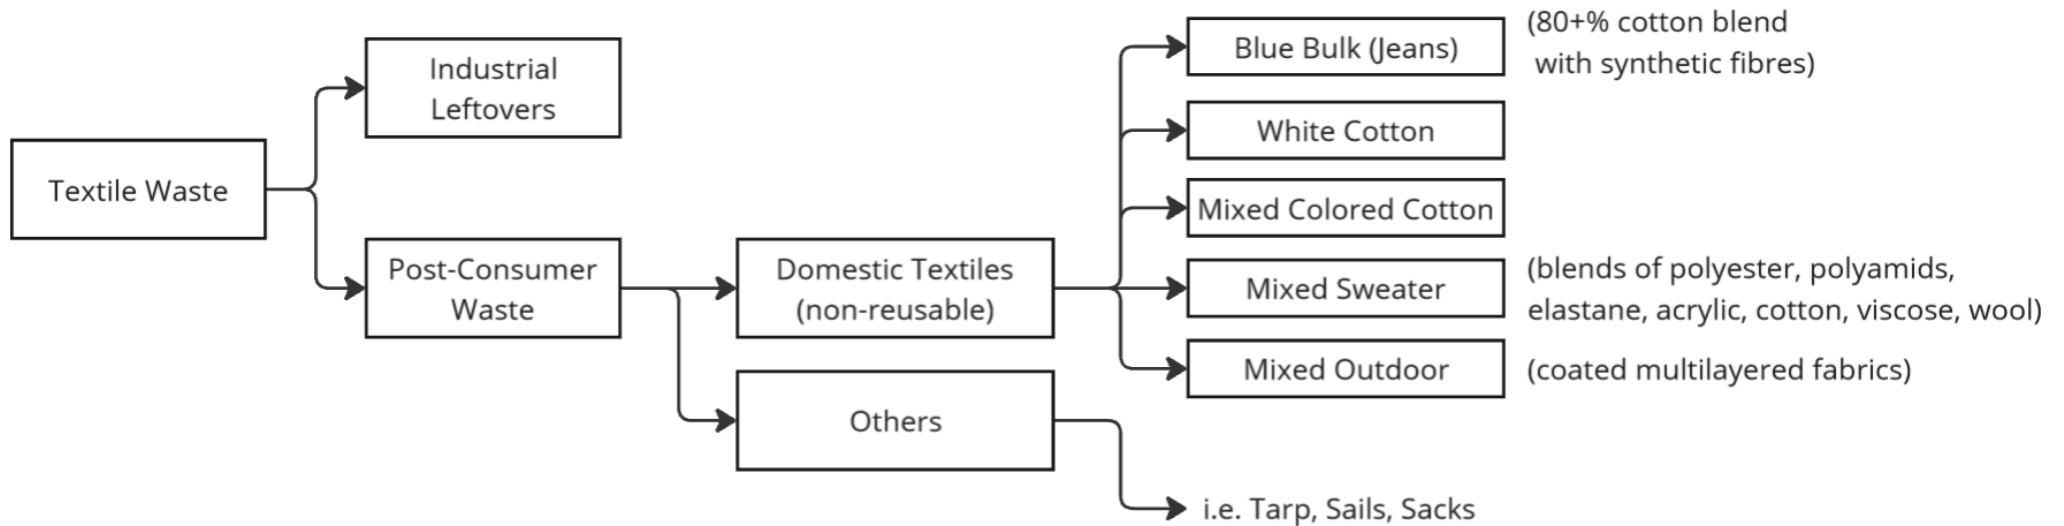 Textile Waste
Industrial
Leftovers
Post-Consumer
Waste
Domestic Textiles
(non-reusable)
Others
Blue Bulk (Jeans)
(80+% cotton blend
with synthetic fibres)
White Cotton
Mixed Colored Cotton
Mixed Sweater
(blends of polyester, polyamids,
elastane, acrylic, cotton, viscose, wool)
Mixed Outdoor
(coated multilayered fabrics)
i.e. Tarp, Sails, Sacks